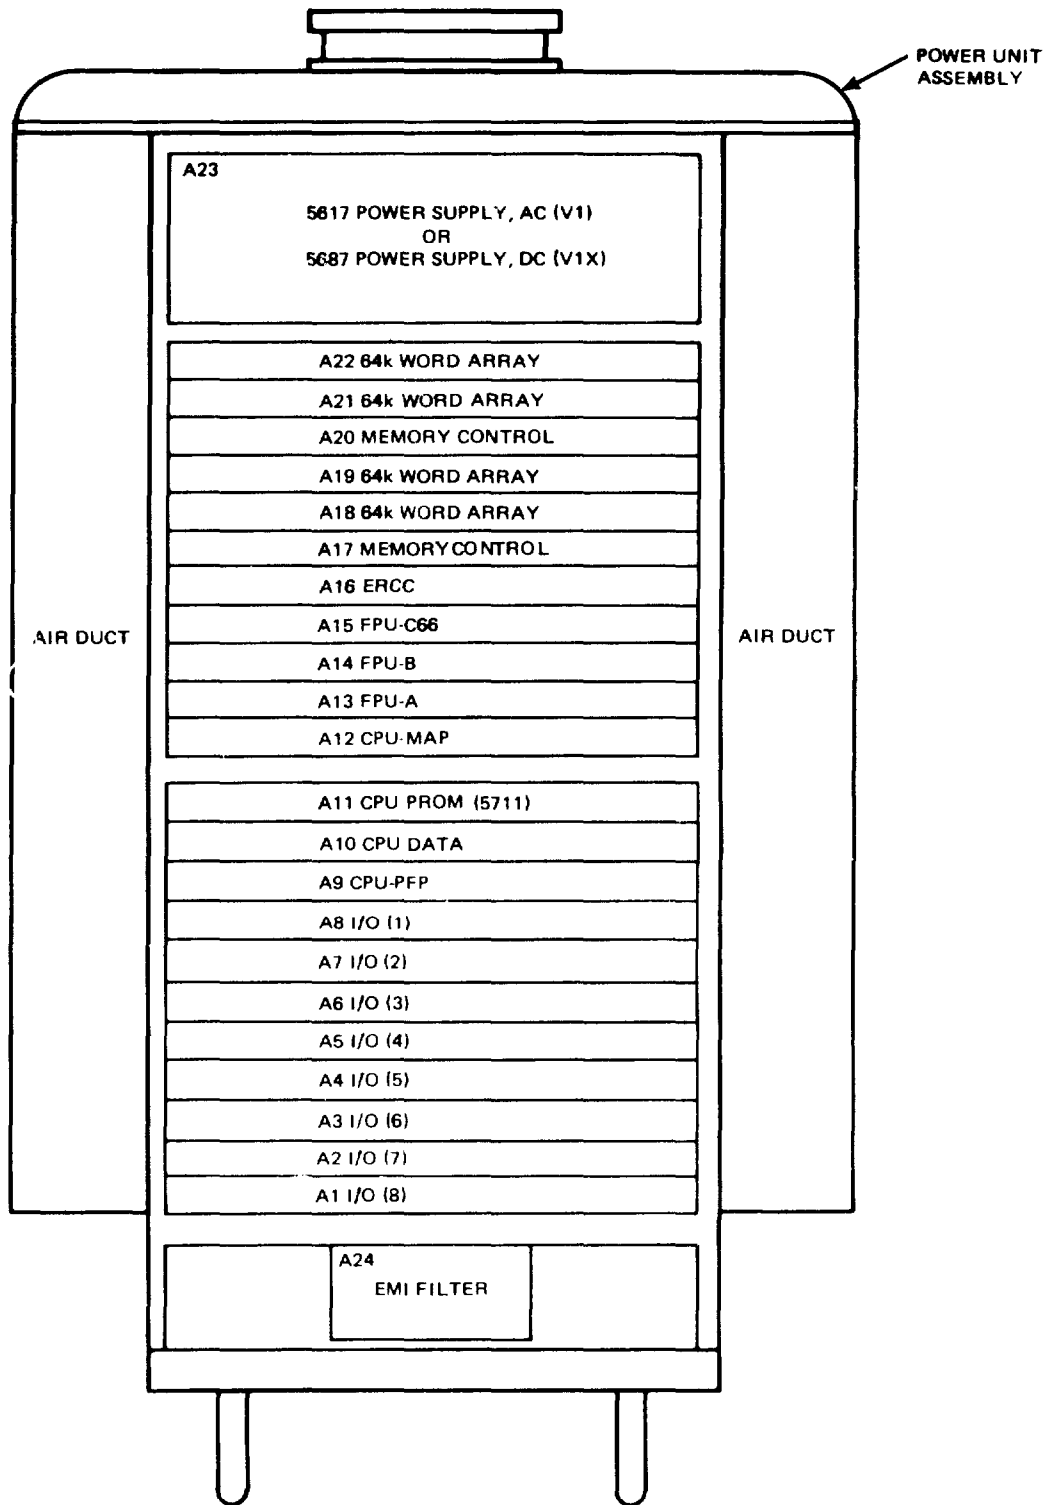 POWER UNIT
ASSEMBLY
A23
5617 POWER SUPPLY, AC (V1)
OR
5687 POWER SUPPLY, DC (V1X)
A22 64k WORD ARRAY
A21 64k WORD ARRAY
A20 MEMORY CONTROL
A19 64k WORD ARRAY
A18 64k WORD ARRAY
A17 MEMORY CONTROL
A16 ERCC
A15 FPU-C66
AIR DUCT
AIR DUCT
A14 FPU-B
A13 FPU-A
A12 CPU-MAP
A11 CPU PROM (5711)
A10 CPU DATA
A9 CPU-PFP
A8 I/O (1)
A7 I/O (2)
A6 I/O (3)
A5 I/O (4)
A4 I/O (5)
A3 I/O (6)
A2 I/O (7)
A1 I/O (8)
A24
EMI FILTER